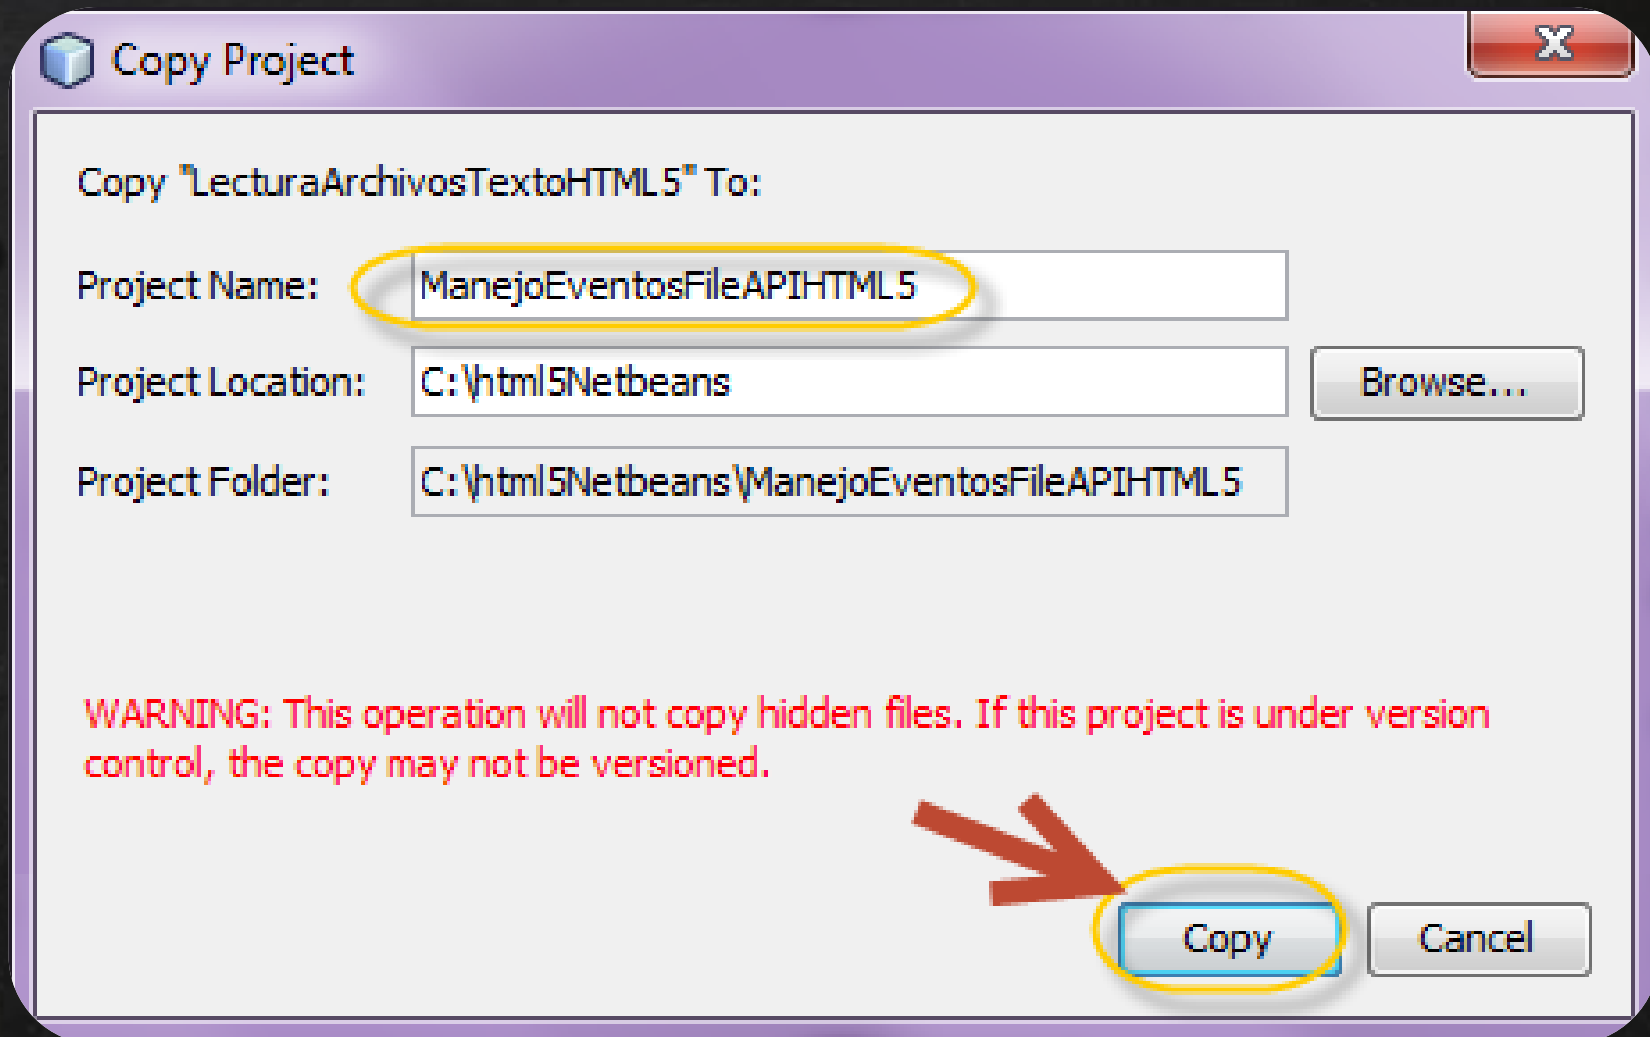 Copy Project
Copy "LecturaArchivosTextoHTML5" To:
Project Name: ManejoEventosFileAPIHTML5
Project Location: C:\html5Netbeans Browse...
Project Folder: C:\html5Netbeans\ManejoEventosFileAPIHTML5
WARNING: This operation will not copy hidden files. If this project is under version
control, the copy may not be versioned.
Copy Cancel